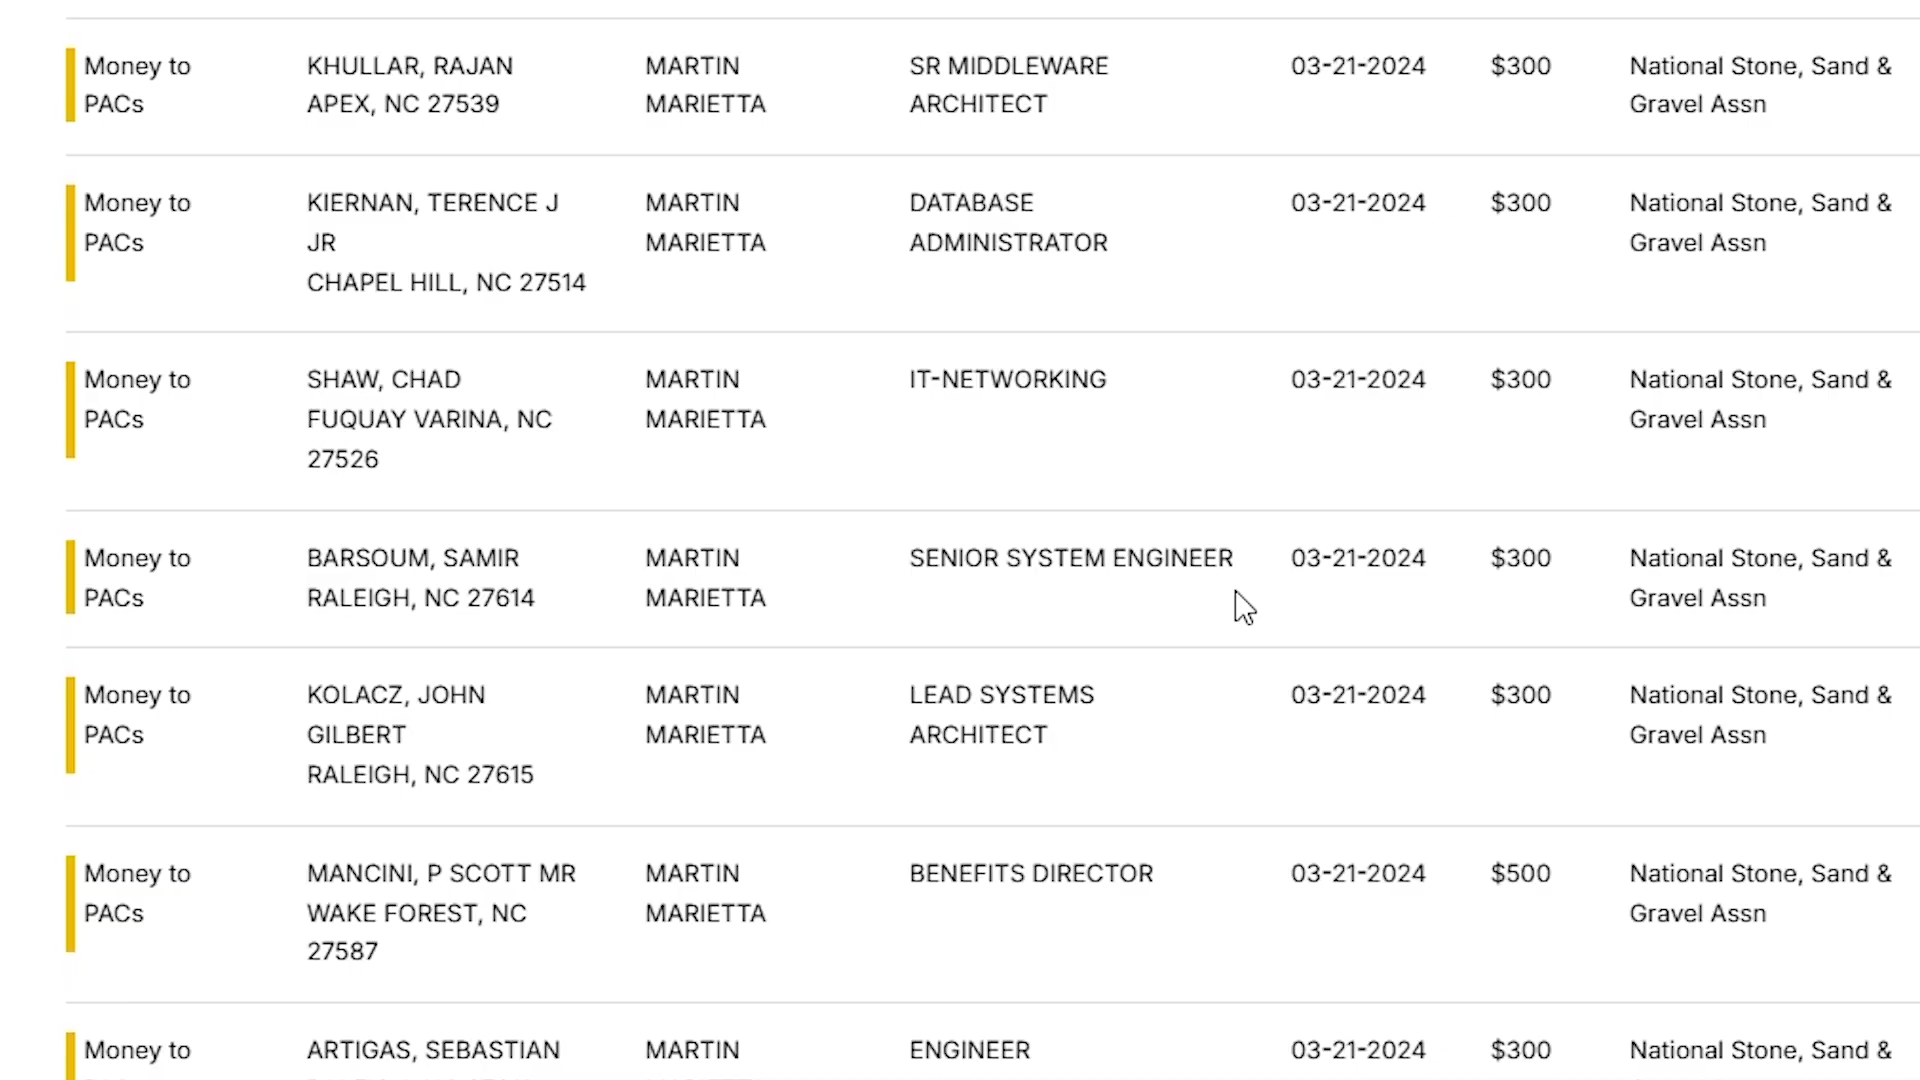 Money to PACs KHULLAR, RAJAN APEX, NC 27539 MARTIN MARIETTA SR MIDDLEWARE ARCHITECT 03-21-2024 $300 National Stone, Sand & Gravel Assn
Money to PACs KIERNAN, TERENCE J JR CHAPEL HILL, NC 27514 MARTIN MARIETTA DATABASE ADMINISTRATOR 03-21-2024 $300 National Stone, Sand & Gravel Assn
Money to PACs SHAW, CHAD FUQUAY VARINA, NC 27526 MARTIN MARIETTA IT-NETWORKING 03-21-2024 $300 National Stone, Sand & Gravel Assn
Money to PACs BARSOUM, SAMIR RALEIGH, NC 27614 MARTIN MARIETTA SENIOR SYSTEM ENGINEER 03-21-2024 $300 National Stone, Sand & Gravel Assn
Money to PACs KOLACZ, JOHN GILBERT RALEIGH, NC 27615 MARTIN MARIETTA LEAD SYSTEMS ARCHITECT 03-21-2024 $300 National Stone, Sand & Gravel Assn
Money to PACs MANCINI, P SCOTT MR WAKE FOREST, NC 27587 MARTIN MARIETTA BENEFITS DIRECTOR 03-21-2024 $500 National Stone, Sand & Gravel Assn
Money to ARTIGAS, SEBASTIAN MARTIN ENGINEER 03-21-2024 $300 National Stone, Sand &